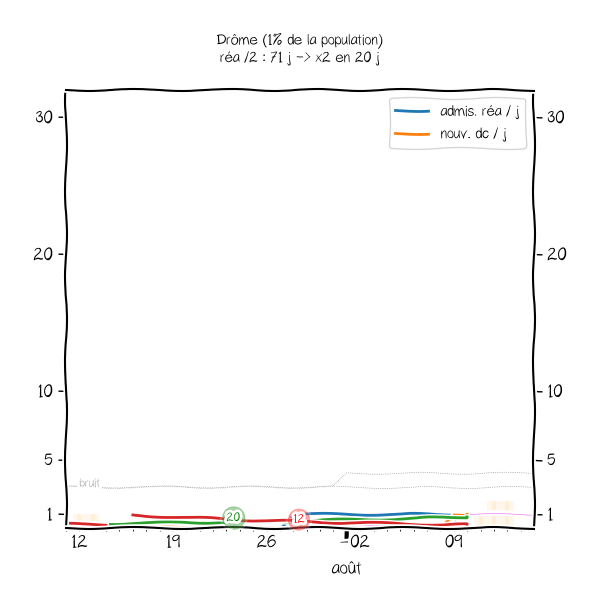 Drôme (1% de la population)
réa /2 : 71 j -> x2 en 20 j
admis. réa / j
nouv. dc / j
30
30
20
20
10
10
5
5
bruit
1
20
12
1
12 19 26 02 09
août